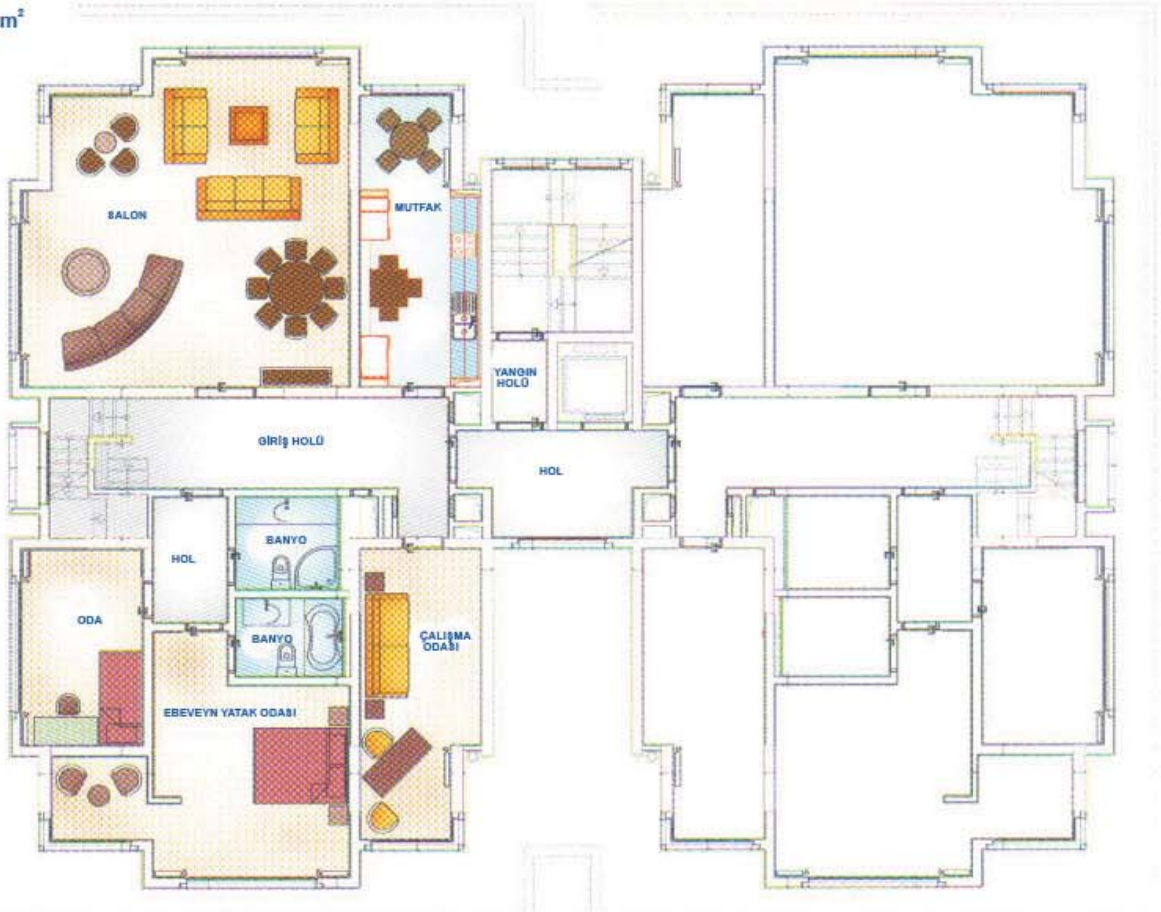 m²
SALON
MUTFAK
YANGIN
HOLÜ
GİRİŞ HOLÜ
HOL
BANYO
HOL
ODA
BANYO
ÇALIŞMA
ODASI
EBEVEYN YATAK ODASI